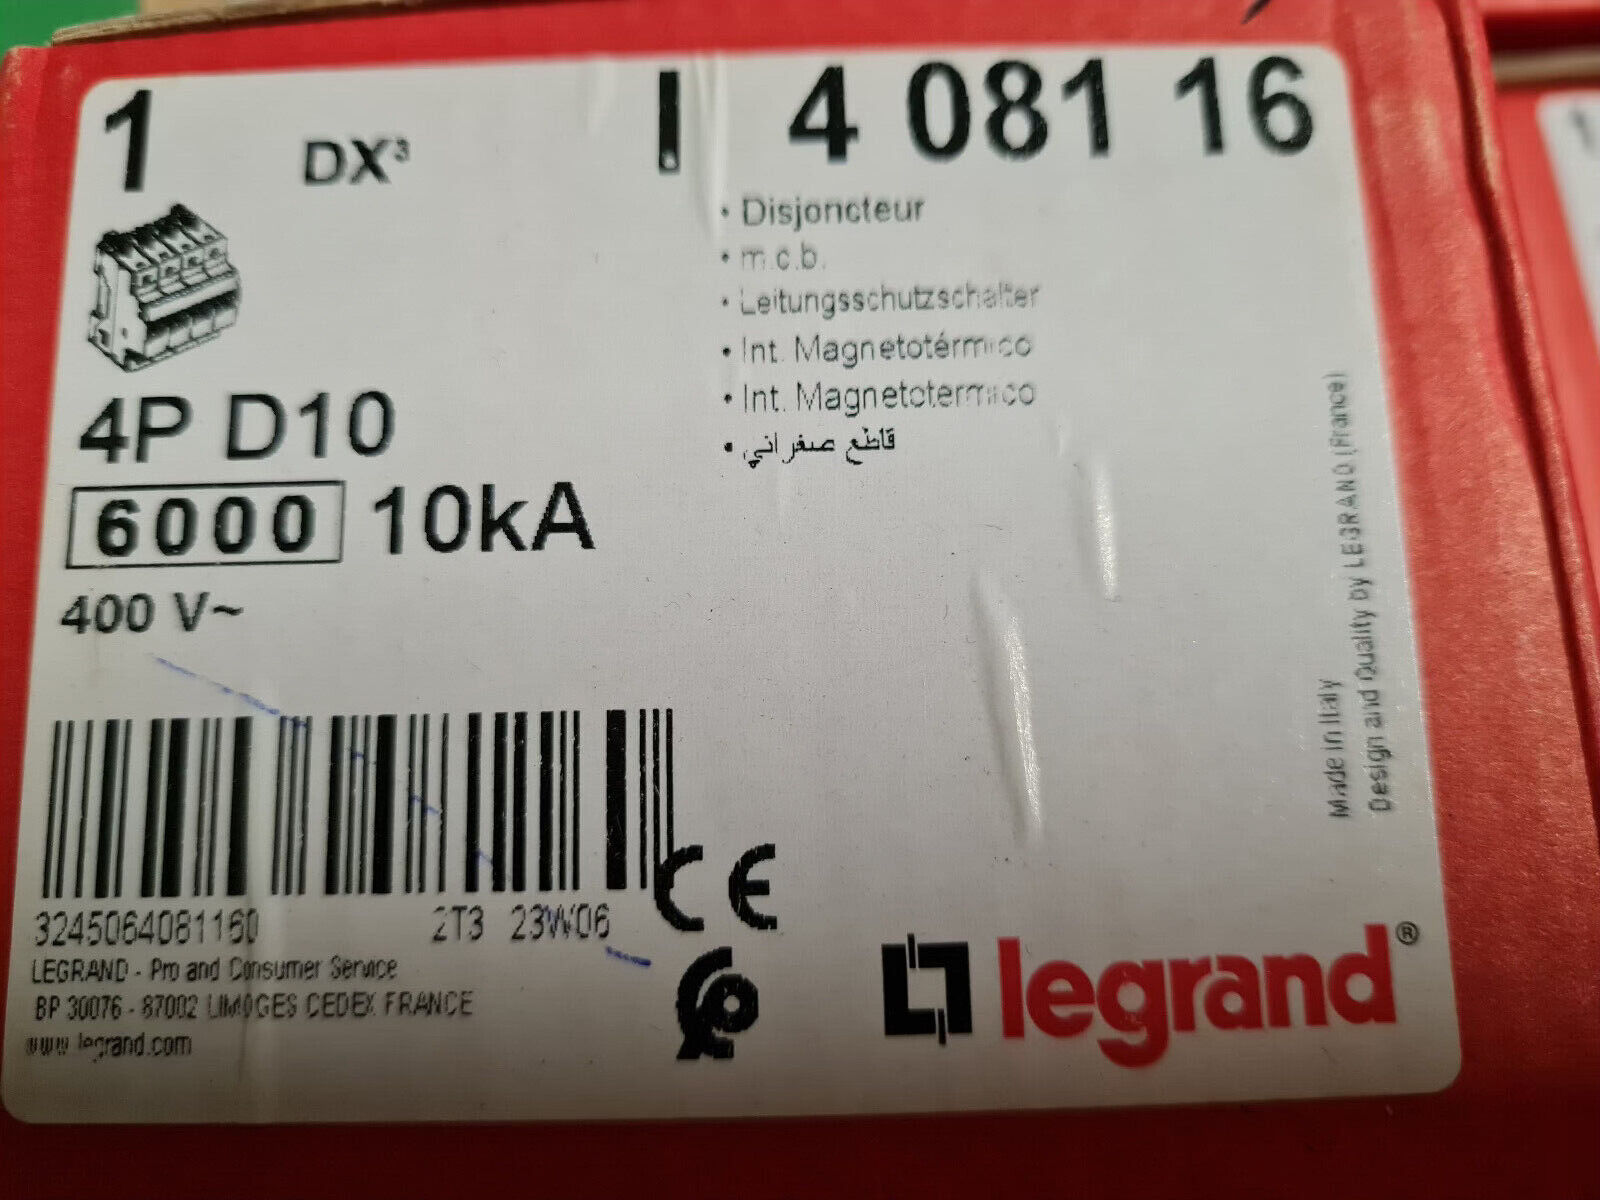 1 DX³ 4 081 16
• Disjoncteur
• m.c.b.
• Leitungsschutzschalter
• Int. Magnetotérmico
• Int. Magnetotermico
• قاطع صغراني
4P D10
6000 10kA
400 V~
3245064081160 2T3 23W06
LEGRAND - Pro and Consumer Service
BP 30076 - 87002 LIMOGES CEDEX FRANCE
www.legrand.com
CE
legrand®
Made in Italy
Design and Quality by LEGRAND (France)